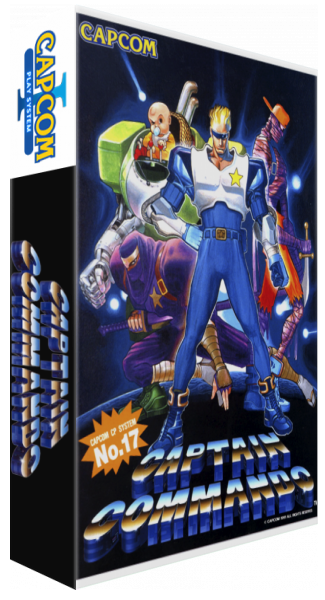 CAPCOM
PLAY SYSTEM
I
CAPTAIN
COMMANDO
CAPCOM
CAPCOM CP SYSTEM
No.17
CAPTAIN
COMMANDO